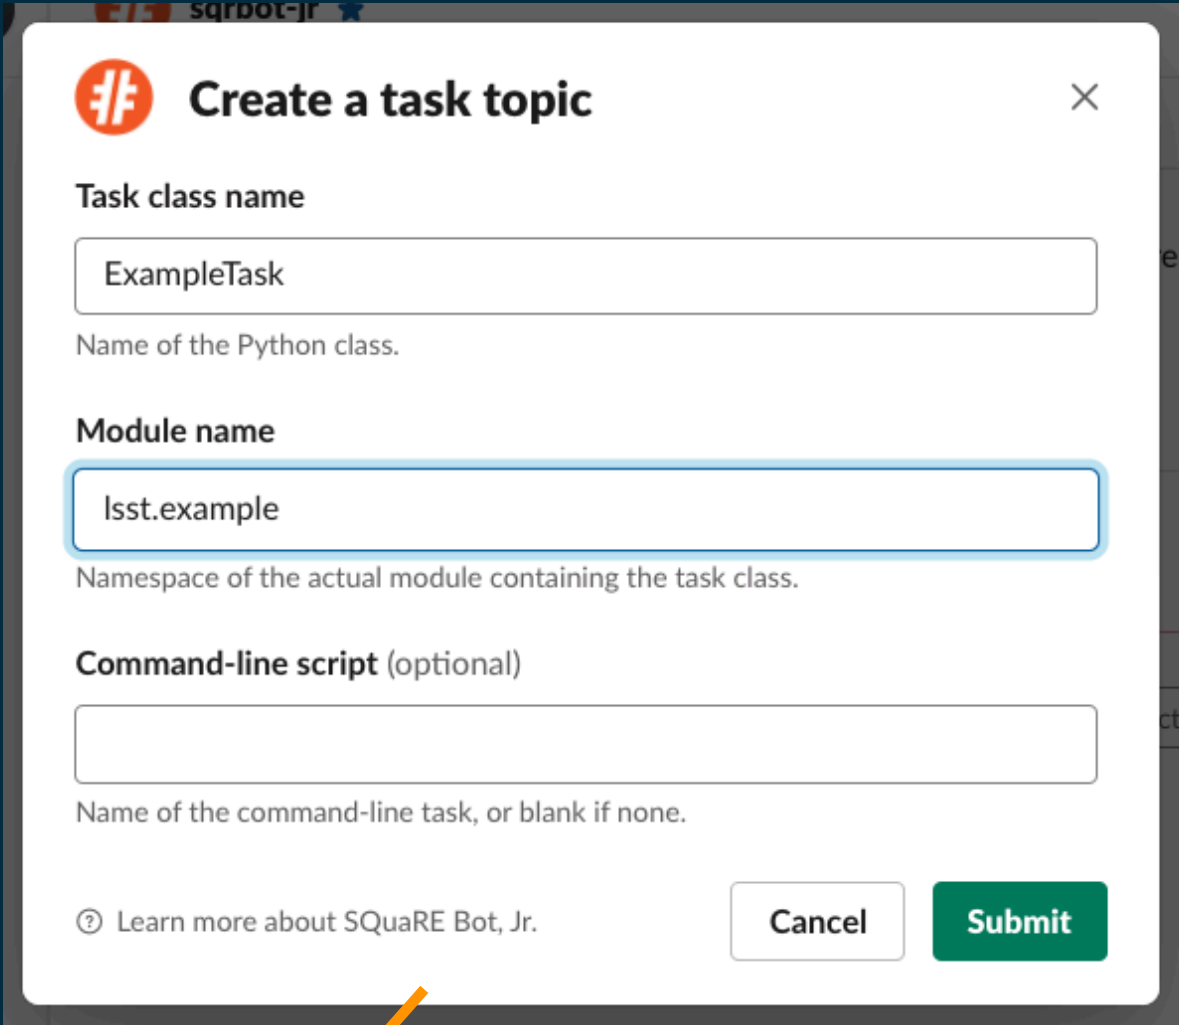 sqrbot-jr
Create a task topic
Task class name
ExampleTask
Name of the Python class.
Module name
lsst.example
Namespace of the actual module containing the task class.
Command-line script (optional)
Name of the command-line task, or blank if none.
Learn more about SQuaRE Bot, Jr.
Cancel
Submit